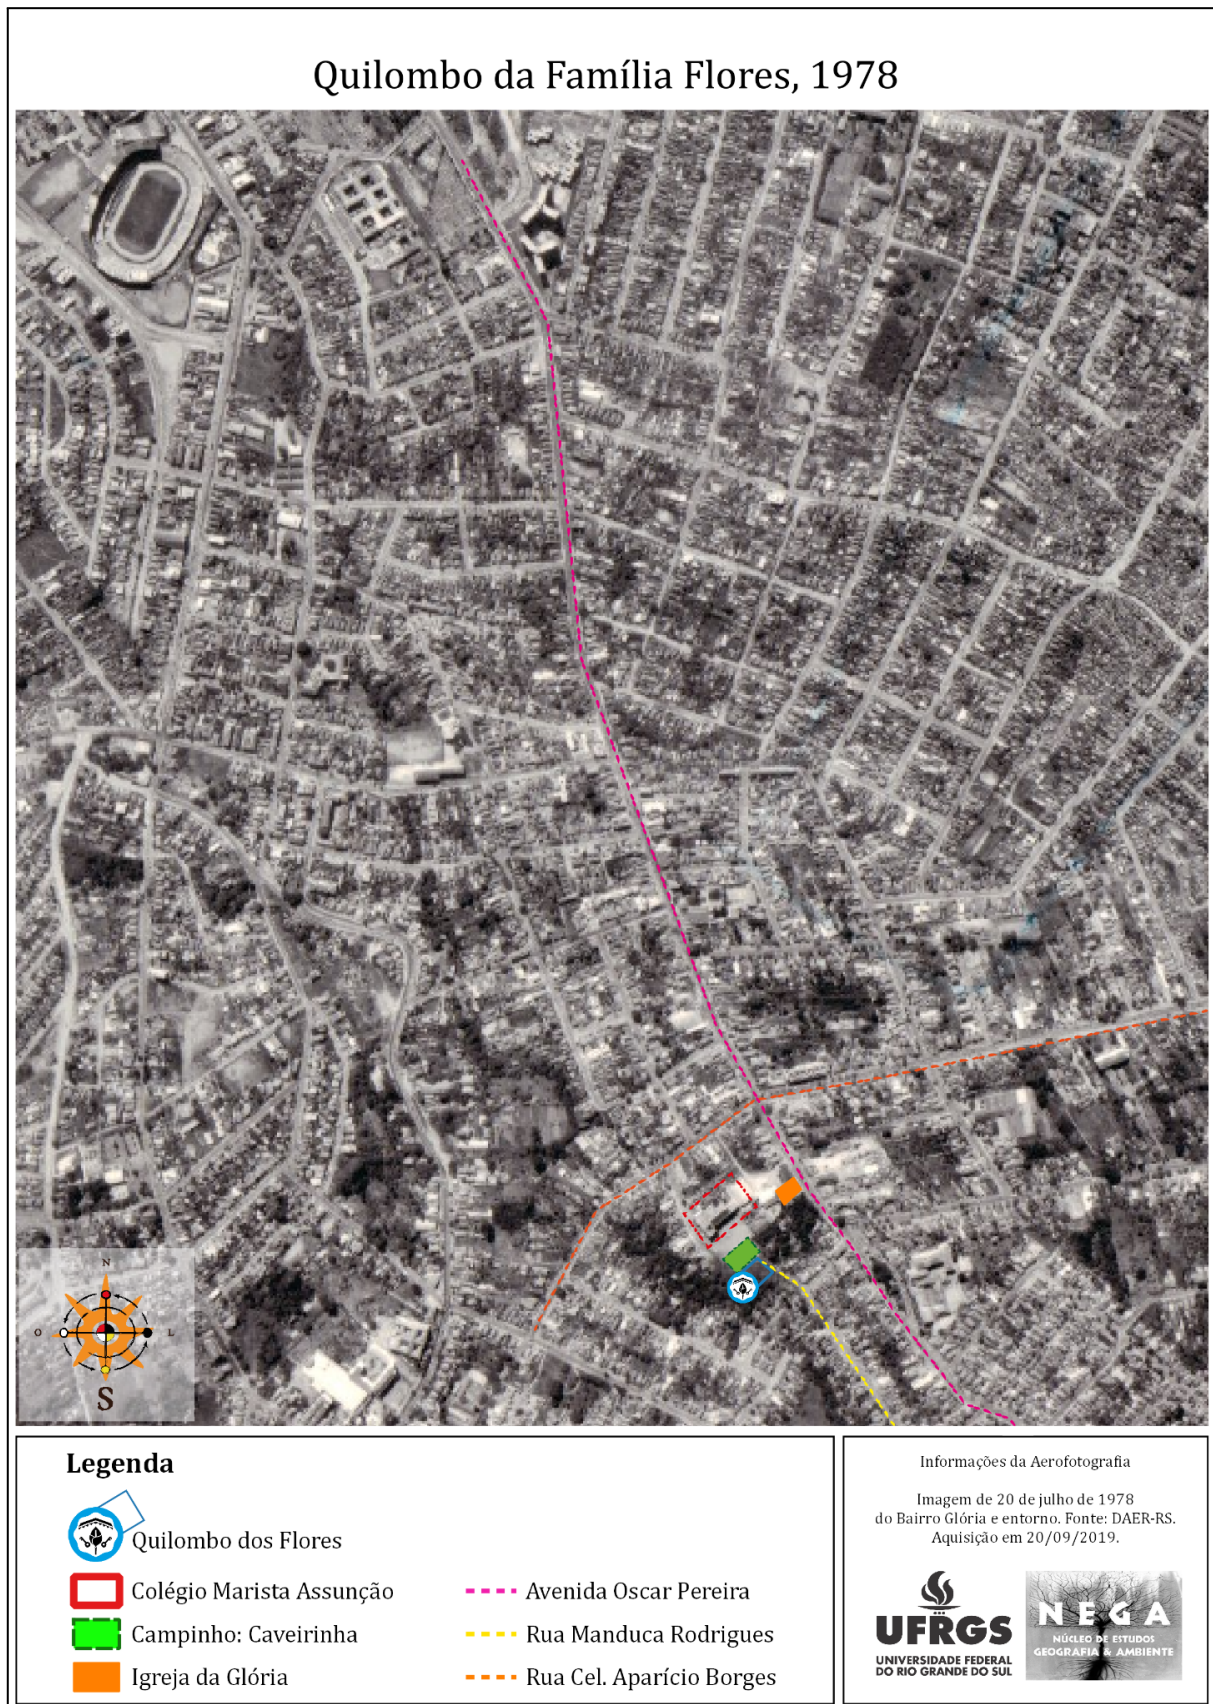 Quilombo da Família Flores, 1978
N
O
L
S
Legenda
Quilombo dos Flores
Colégio Marista Assunção
Campinho: Caveirinha
Igreja da Glória
Avenida Oscar Pereira
Rua Manduca Rodrigues
Rua Cel. Aparício Borges
Informações da Aerofotografia
Imagem de 20 de julho de 1978
do Bairro Glória e entorno. Fonte: DAER-RS.
Aquisição em 20/09/2019.
UFRGS
UNIVERSIDADE FEDERAL
DO RIO GRANDE DO SUL
NEGA
NÚCLEO DE ESTUDOS
GEOGRAFIA & AMBIENTE